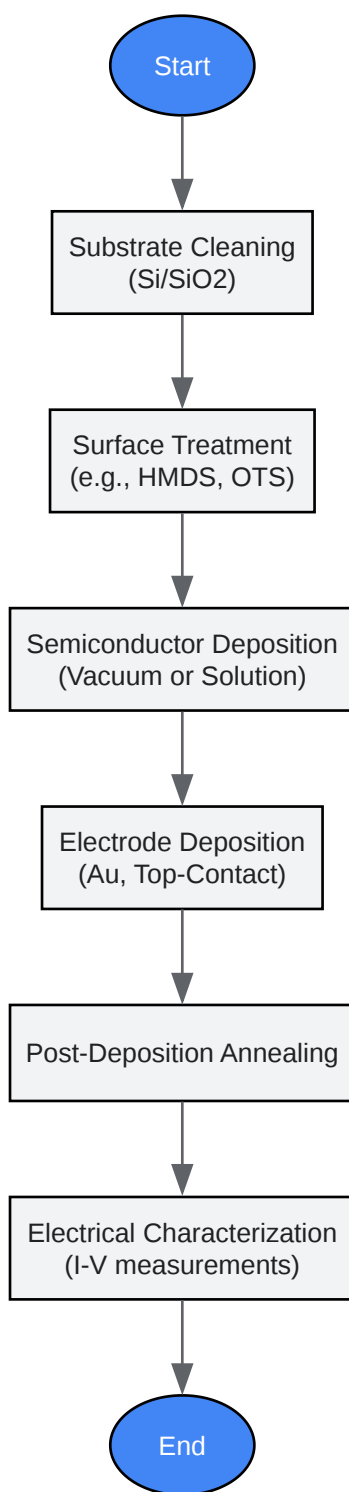 Start
Substrate Cleaning
(Si/SiO2)
Surface Treatment
(e.g., HMDS, OTS)
Semiconductor Deposition
(Vacuum or Solution)
Electrode Deposition
(Au, Top-Contact)
Post-Deposition Annealing
Electrical Characterization
(I-V measurements)
End